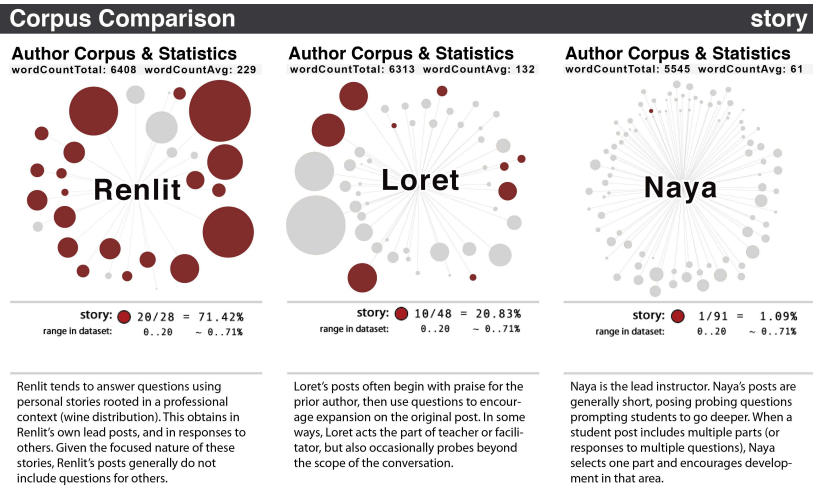 Corpus Comparison
story
Author Corpus & Statistics
wordCountTotal: 6408 wordCountAvg: 229
Renlit
story: 20/28 = 71.42%
range in dataset: 0..20 ~ 0..71%
Renlit tends to answer questions using
personal stories rooted in a professional
context (wine distribution). This obtains in
Renlit's own lead posts, and in responses to
others. Given the focused nature of these
stories, Renlit's posts generally do not
include questions for others.
Author Corpus & Statistics
wordCountTotal: 6313 wordCountAvg: 132
Loret
story: 10/48 = 20.83%
range in dataset: 0..20 ~ 0..71%
Loret's posts often begin with praise for the
prior author, then use questions to encour-
age expansion on the original post. In some
ways, Loret acts the part of teacher or facili-
tator, but also occasionally probes beyond
the scope of the conversation.
Author Corpus & Statistics
wordCountTotal: 5545 wordCountAvg: 61
Naya
story: 1/91 = 1.09%
range in dataset: 0..20 ~ 0..71%
Naya is the lead instructor. Naya's posts are
generally short, posing probing questions
prompting students to go deeper. When a
student post includes multiple parts (or
responses to multiple questions), Naya
selects one part and encourages develop-
ment in that area.